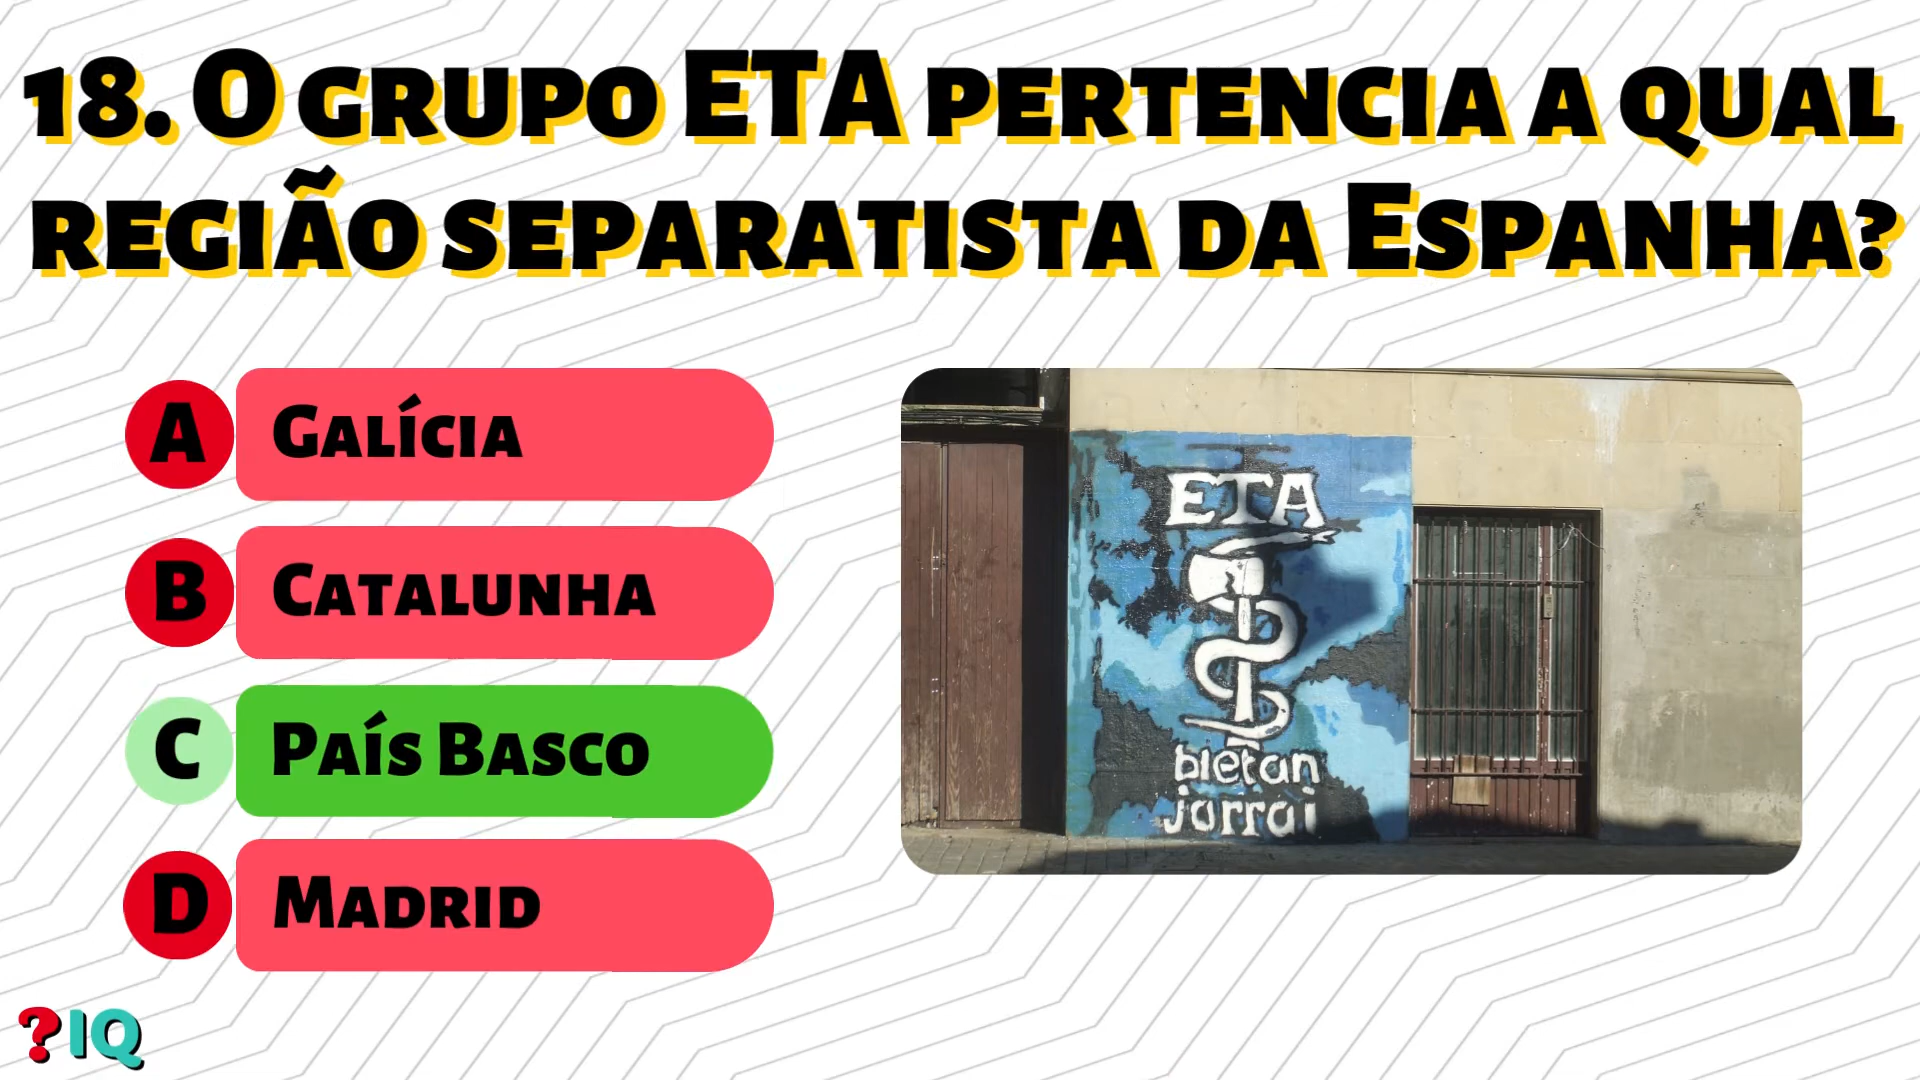 18. O GRUPO ETA PERTENCIA A QUAL
REGIÃO SEPARATISTA DA ESPANHA?
A GALÍCIA
B CATALUNHA
C PAÍS BASCO
D MADRID
ETA
bietan
jarrai
?IQ